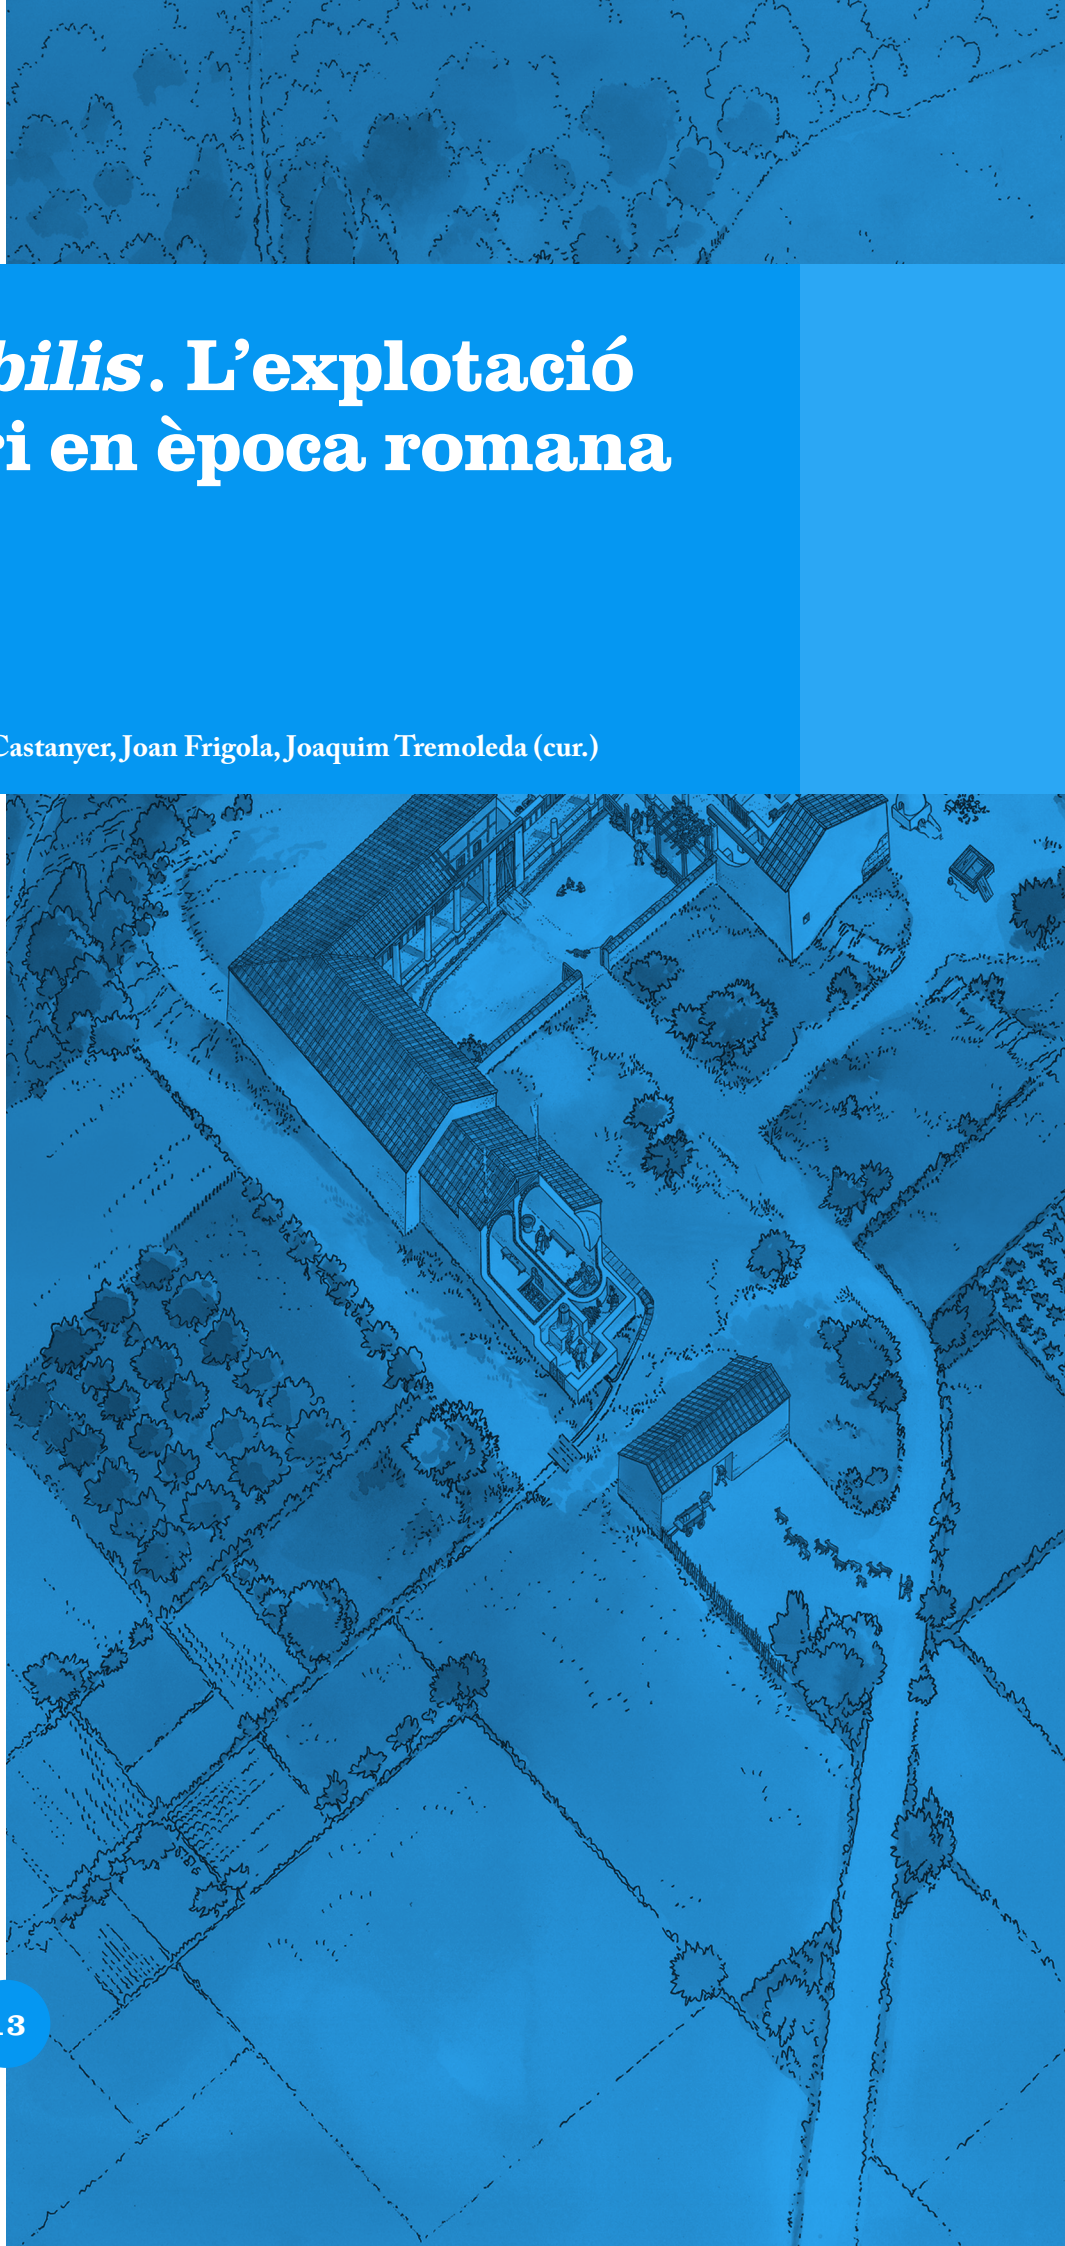 bilis. L’explotació
ri en època romana
Castanyer, Joan Frigola, Joaquim Tremoleda (cur.)
13